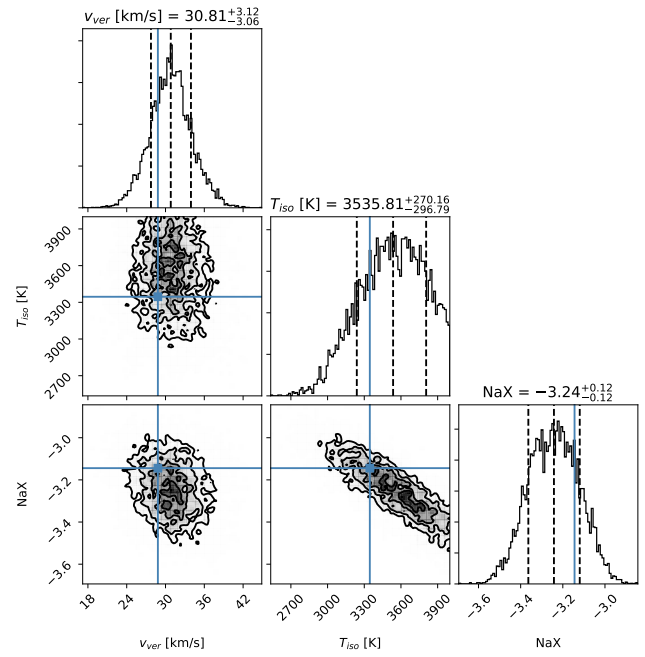 v_ver [km/s] = 30.81+3.12 −3.06
T_iso [K] = 3535.81+270.16 −296.79
3900
3600
3300
3000
2700
T_iso [K]
NaX = −3.24+0.12 −0.12
−3.0
−3.2
−3.4
−3.6
NaX
18 24 30 36 42
2700 3000 3300 3600 3900
−3.6 −3.4 −3.2 −3.0
v_ver [km/s]
T_iso [K]
NaX